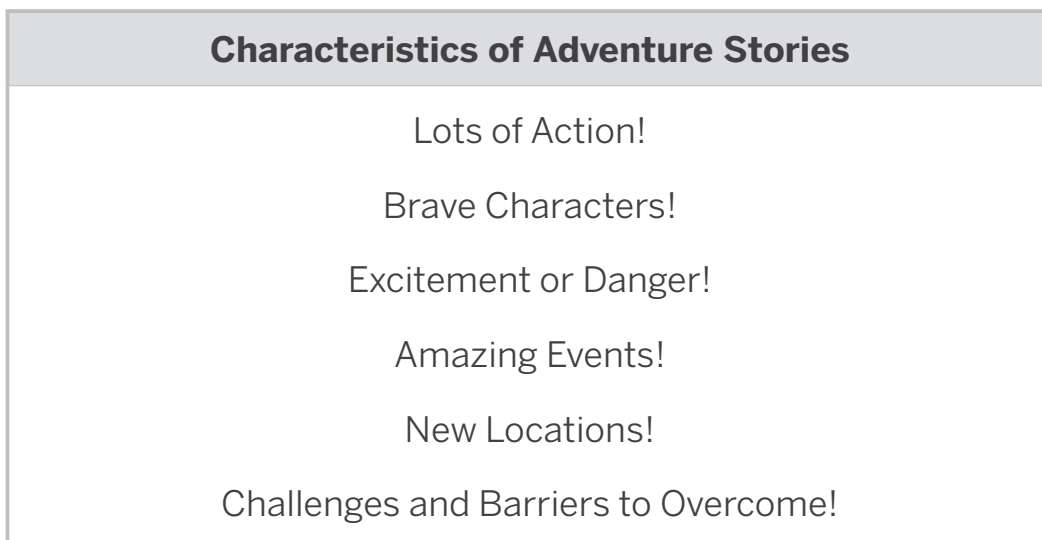 Characteristics of Adventure Stories
Lots of Action!
Brave Characters!
Excitement or Danger!
Amazing Events!
New Locations!
Challenges and Barriers to Overcome!